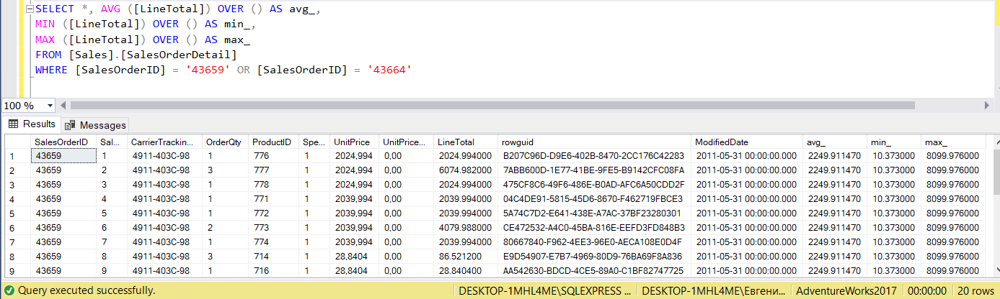 SELECT *, AVG ([LineTotal]) OVER () AS avg_,
MIN ([LineTotal]) OVER () AS min_,
MAX ([LineTotal]) OVER () AS max_
FROM [Sales].[SalesOrderDetail]
WHERE [SalesOrderID] = '43659' OR [SalesOrderID] = '43664'
100 %
Results Messages
SalesOrderID Sal... CarrierTrackin... OrderQty ProductID Spe... UnitPrice UnitPrice... LineTotal rowguid ModifiedDate avg_ min_ max_
1 43659 1 4911-403C-98 1 776 1 2024,994 0,00 2024.994000 B207C96D-D9E6-402B-8470-2CC176C42283 2011-05-31 00:00:00.000 2249.911470 10.373000 8099.976000
2 43659 2 4911-403C-98 3 777 1 2024,994 0,00 6074.982000 7ABB600D-1E77-41BE-9FE5-B9142CFC08FA 2011-05-31 00:00:00.000 2249.911470 10.373000 8099.976000
3 43659 3 4911-403C-98 1 778 1 2024,994 0,00 2024.994000 475CF8C6-49F6-486E-B0AD-AFC6A50CDD2F 2011-05-31 00:00:00.000 2249.911470 10.373000 8099.976000
4 43659 4 4911-403C-98 1 771 1 2039,994 0,00 2039.994000 04C4DE91-5815-45D6-8670-F462719FBCE3 2011-05-31 00:00:00.000 2249.911470 10.373000 8099.976000
5 43659 5 4911-403C-98 1 772 1 2039,994 0,00 2039.994000 5A74C7D2-E641-438E-A7AC-37BF23280301 2011-05-31 00:00:00.000 2249.911470 10.373000 8099.976000
6 43659 6 4911-403C-98 2 773 1 2039,994 0,00 4079.988000 CE472532-A4C0-45BA-816E-EEFD3FD848B3 2011-05-31 00:00:00.000 2249.911470 10.373000 8099.976000
7 43659 7 4911-403C-98 1 774 1 2039,994 0,00 2039.994000 80667840-F962-4EE3-96E0-AECA108E0D4F 2011-05-31 00:00:00.000 2249.911470 10.373000 8099.976000
8 43659 8 4911-403C-98 3 714 1 28,8404 0,00 86.521200 E9D54907-E7B7-4969-80D9-76BA69F8A836 2011-05-31 00:00:00.000 2249.911470 10.373000 8099.976000
9 43659 9 4911-403C-98 1 716 1 28,8404 0,00 28.840400 AA542630-BDCD-4CE5-89A0-C1BF82747725 2011-05-31 00:00:00.000 2249.911470 10.373000 8099.976000
Query executed successfully. DESKTOP-1MHL4ME\SQLEXPRESS ... DESKTOP-1MHL4ME\Евгени... AdventureWorks2017 00:00:00 20 rows